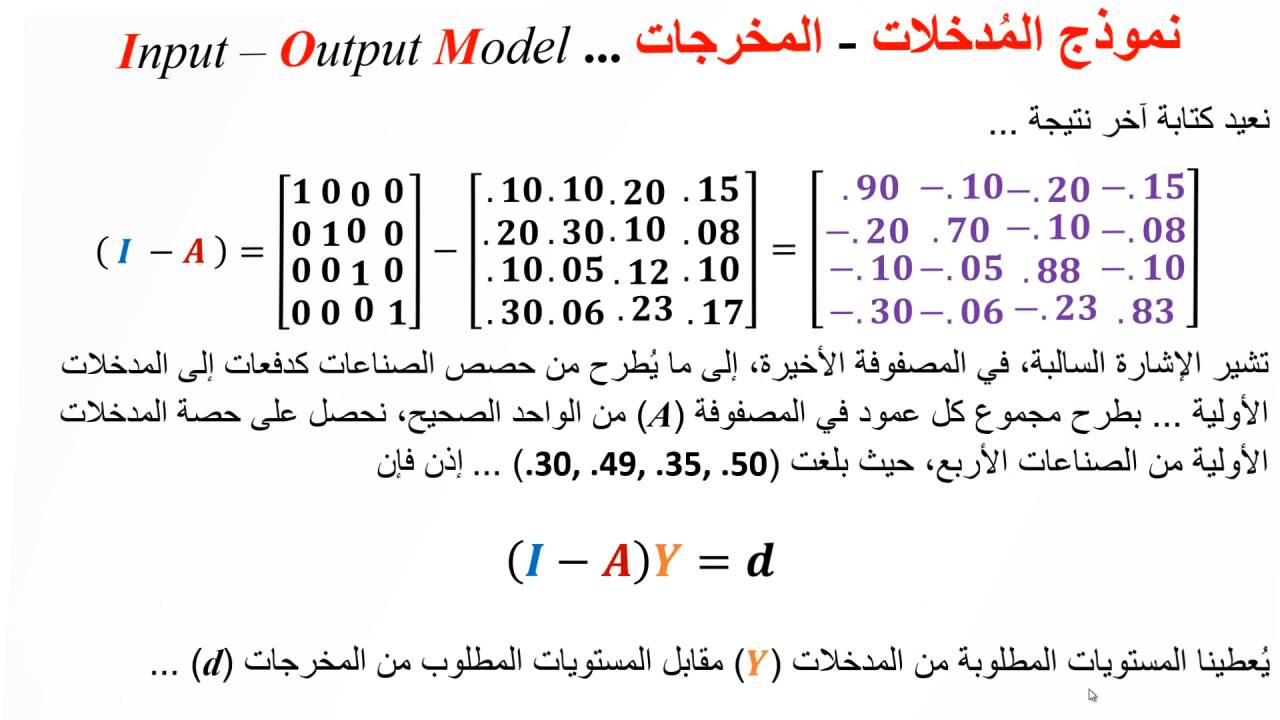 نموذج المُدخلات - المخرجات ... Input – Output Model
نعيد كتابة آخر نتيجة ...
( I − A ) = [1 0 0 0 − [.10 .10 .20 .15 = [.90 −.10 −.20 −.15
0 1 0 0 .20 .30 .10 .08 −.20 .70 −.10 −.08
0 0 1 0 .10 .05 .12 .10 −.10 −.05 .88 −.10
0 0 0 1] .30 .06 .23 .17] −.30 −.06 −.23 .83]
تشير الإشارة السالبة، في المصفوفة الأخيرة، إلى ما يُطرح من حصص الصناعات كدفعات إلى المدخلات
الأولية ... بطرح مجموع كل عمود في المصفوفة (A) من الواحد الصحيح، نحصل على حصة المدخلات
الأولية من الصناعات الأربع، حيث بلغت (.30, .49, .35, .50) ... إذن فإن
(I − A)Y = d
يُعطينا المستويات المطلوبة من المدخلات (Y) مقابل المستويات المطلوب من المخرجات (d) ...